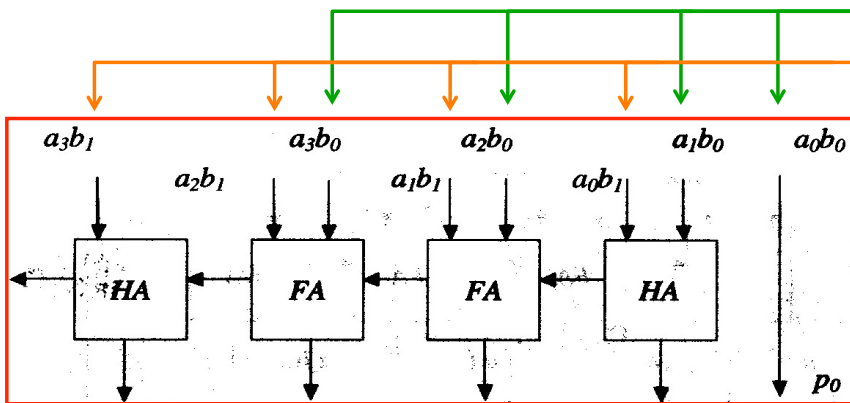 a₃b₁ a₃b₀ a₂b₀ a₁b₀ a₀b₀
a₂b₁ a₁b₁ a₀b₁
HA FA FA HA
p₀